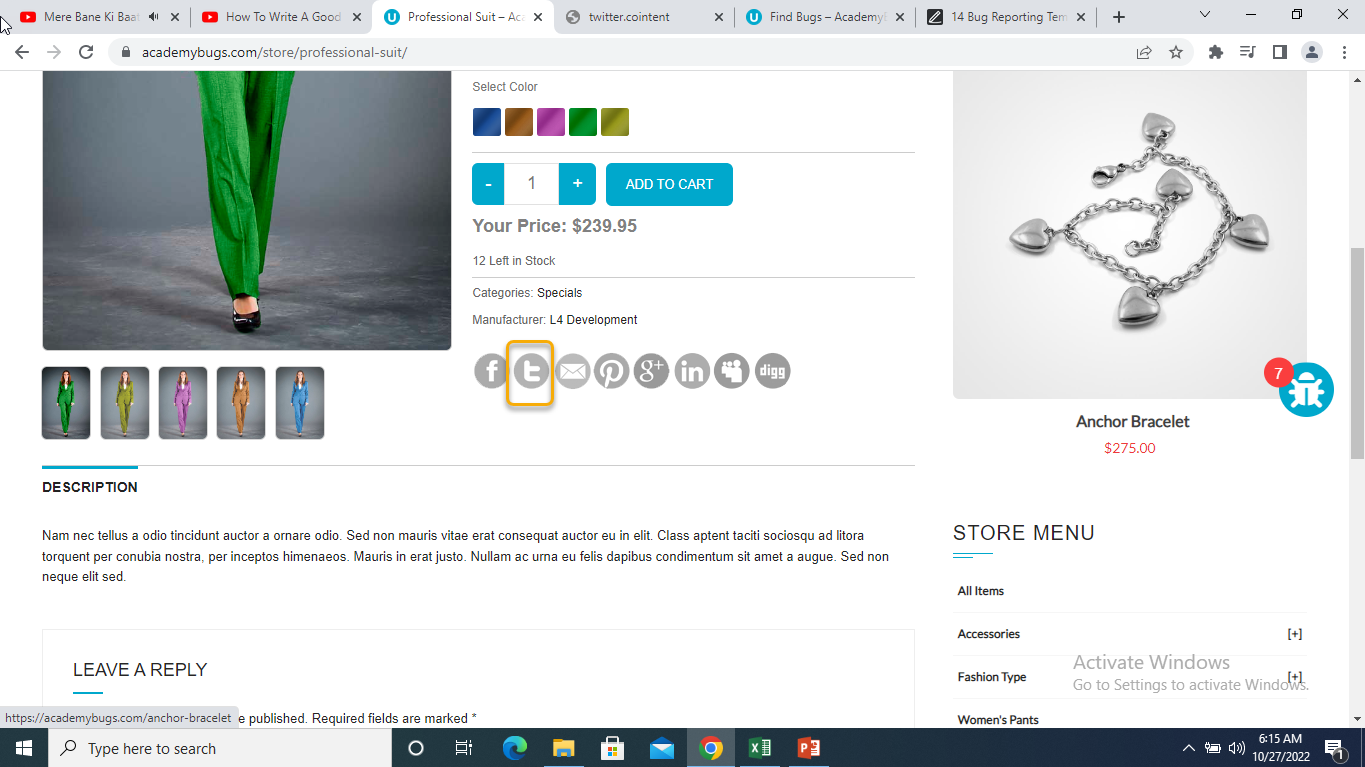 Mere Bane Ki Baat
How To Write A Good
Professional Suit – Aca
twitter.cointent
Find Bugs – Academy
14 Bug Reporting Tem
academybugs.com/store/professional-suit/
Select Color
- 1 + ADD TO CART
Your Price: $239.95
12 Left in Stock
Categories: Specials
Manufacturer: L4 Development
f t g+ in digg
DESCRIPTION
Nam nec tellus a odio tincidunt auctor a ornare odio. Sed non mauris vitae erat consequat auctor eu in elit. Class aptent taciti sociosqu ad litora
torquent per conubia nostra, per inceptos himenaeos. Mauris in erat justo. Nullam ac urna eu felis dapibus condimentum sit amet a augue. Sed non
neque elit sed.
LEAVE A REPLY
e published. Required fields are marked *
https://academybugs.com/anchor-bracelet
7
Anchor Bracelet
$275.00
STORE MENU
All Items
Accessories [+]
Fashion Type [+]
Women's Pants
Activate Windows
Go to Settings to activate Windows.
Type here to search
6:15 AM
10/27/2022
1